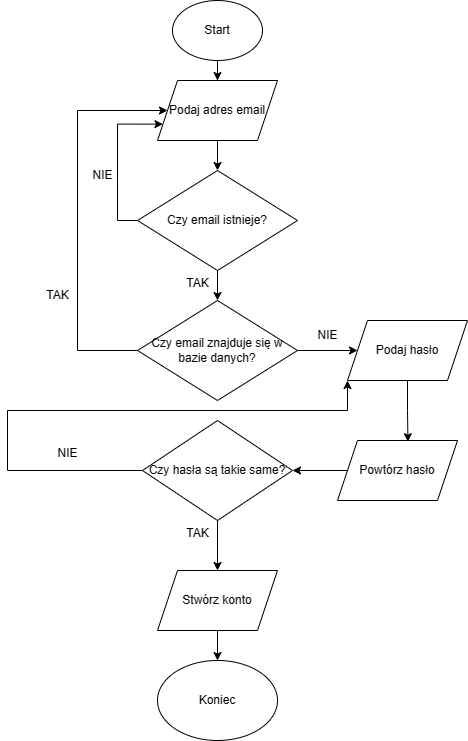 Start
Podaj adres email
NIE
Czy email istnieje?
TAK
TAK
Czy email znajduje się w
bazie danych?
NIE
Podaj hasło
NIE
Czy hasła są takie same?
Powtórz hasło
TAK
Stwórz konto
Koniec